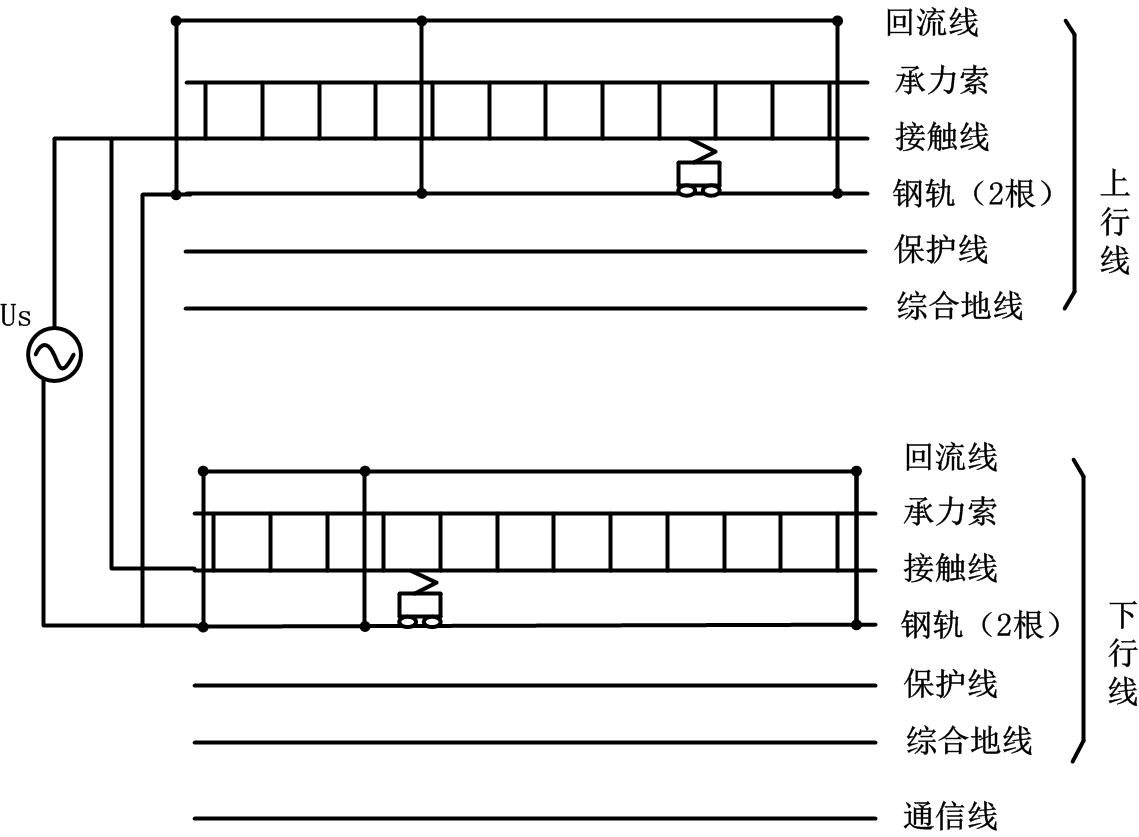 回流线
承力索
接触线
钢轨（2根）
保护线
综合地线
上行线
Us
回流线
承力索
接触线
钢轨（2根）
保护线
综合地线
下行线
通信线